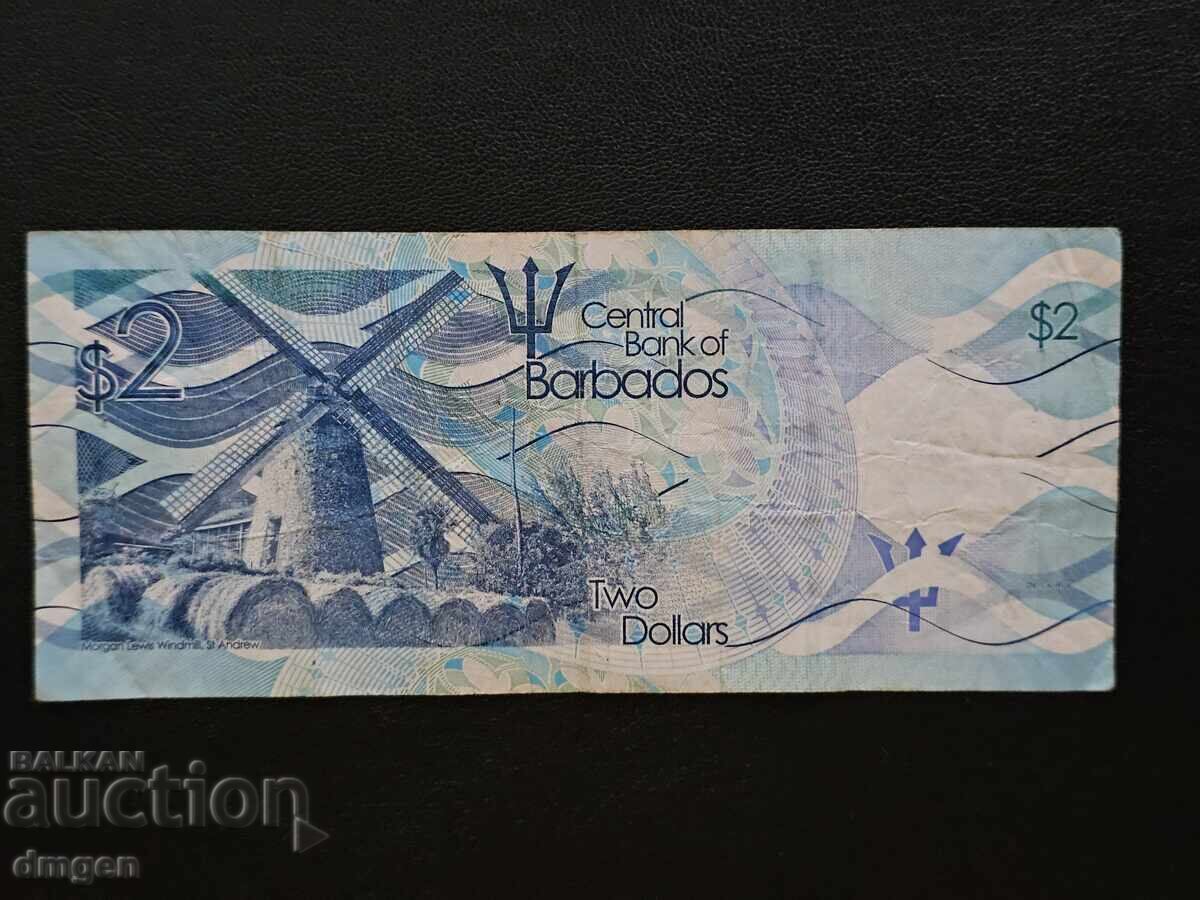 $2
Central
Bank of
Barbados
$2
Two
Dollars
Morgan Lewis Windmill, St Andrew
BALKAN
auction
dmgen